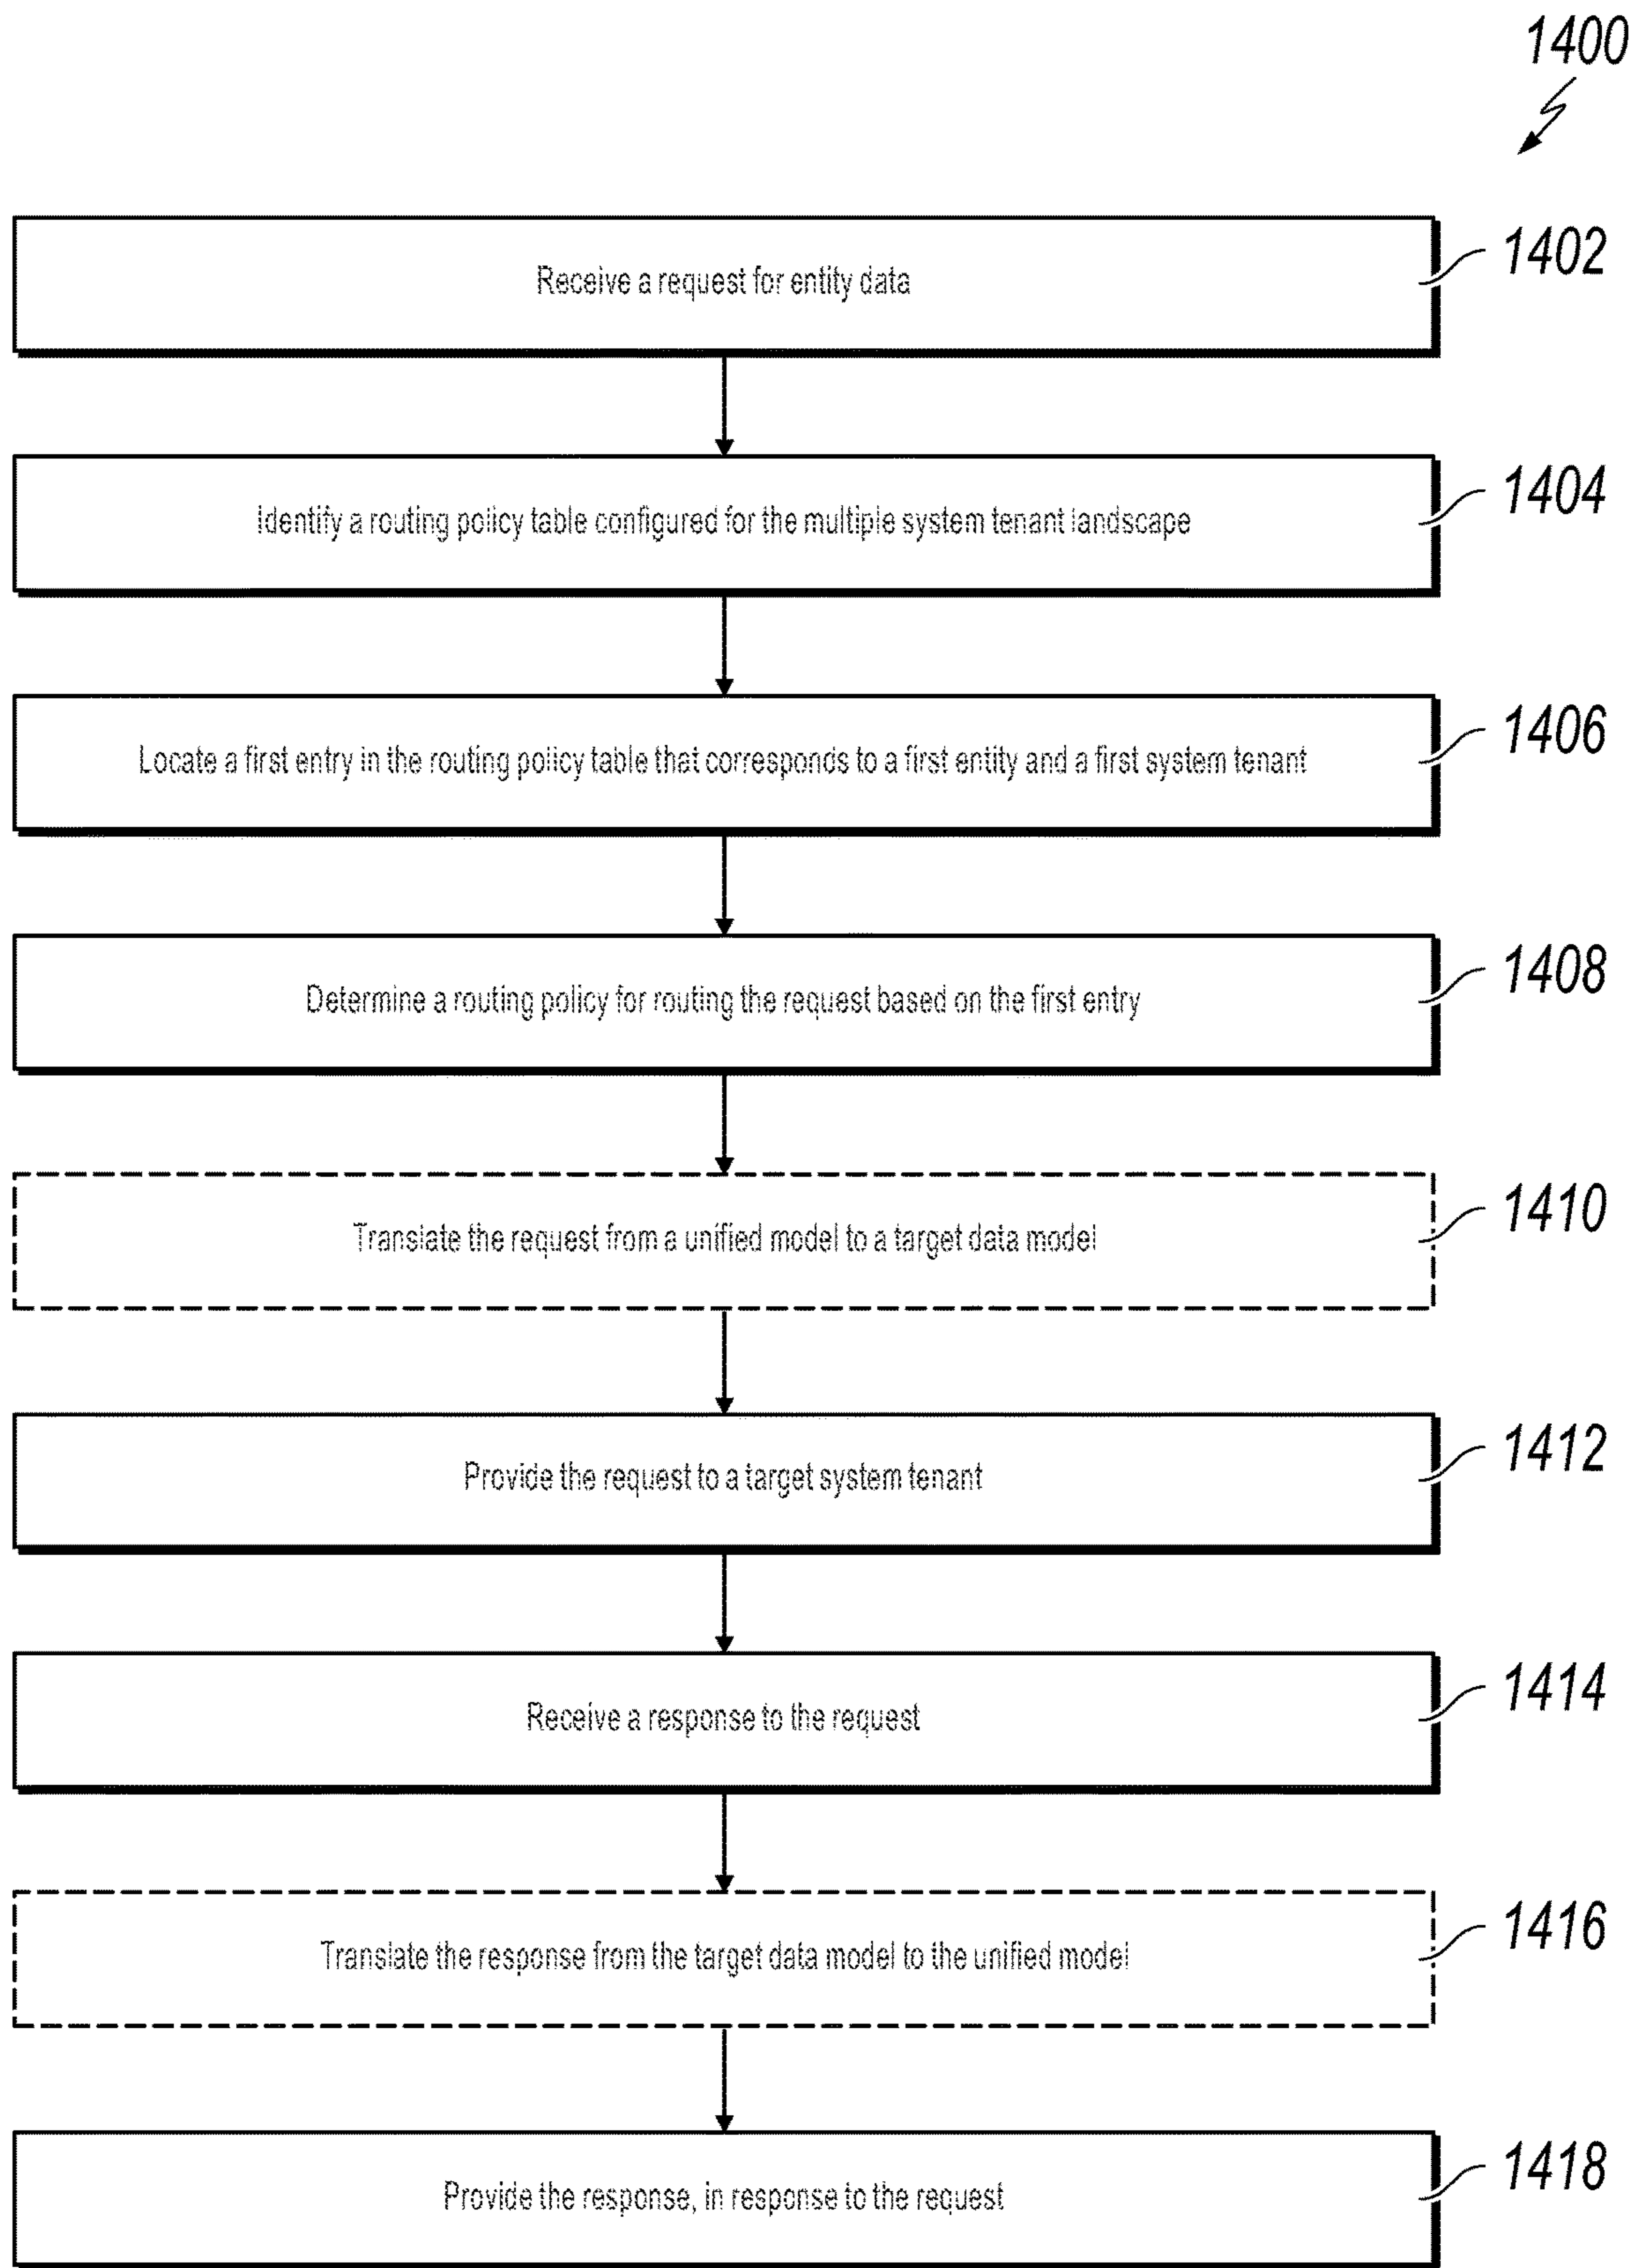 1400
Receive a request for entity data
1402
Identify a routing policy table configured for the multiple system tenant landscape
1404
Locate a first entry in the routing policy table that corresponds to a first entity and a first system tenant
1406
Determine a routing policy for routing the request based on the first entry
1408
Translate the request from a unified model to a target data model
1410
Provide the request to a target system tenant
1412
Receive a response to the request
1414
Translate the response from the target data model to the unified model
1416
Provide the response, in response to the request
1418